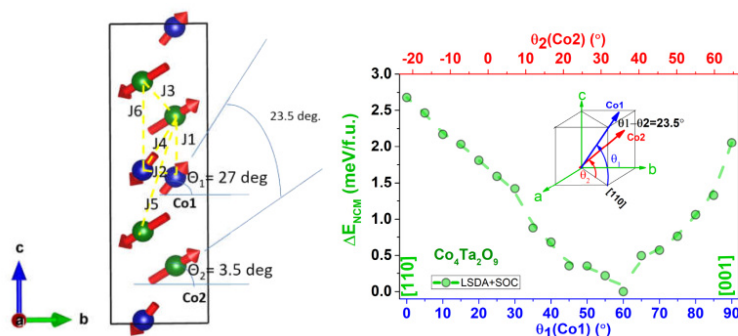 J3
J6
J1
J4
J2
J5
23.5 deg.
Θ1= 27 deg
Co1
Θ2= 3.5 deg
Co2
c
a
b
θ2(Co2) (°)
-20 -10 0 10 20 30 40 50 60
3.0
2.5
2.0
1.5
1.0
0.5
0.0
ΔE_NCM (meV/f.u.)
c
Co1
θ1-θ2=23.5°
Co2
θ1
θ2
b
a
[110]
Co4Ta2O9
LSDA+SOC
[110]
[001]
0 10 20 30 40 50 60 70 80 90
θ1(Co1) (°)